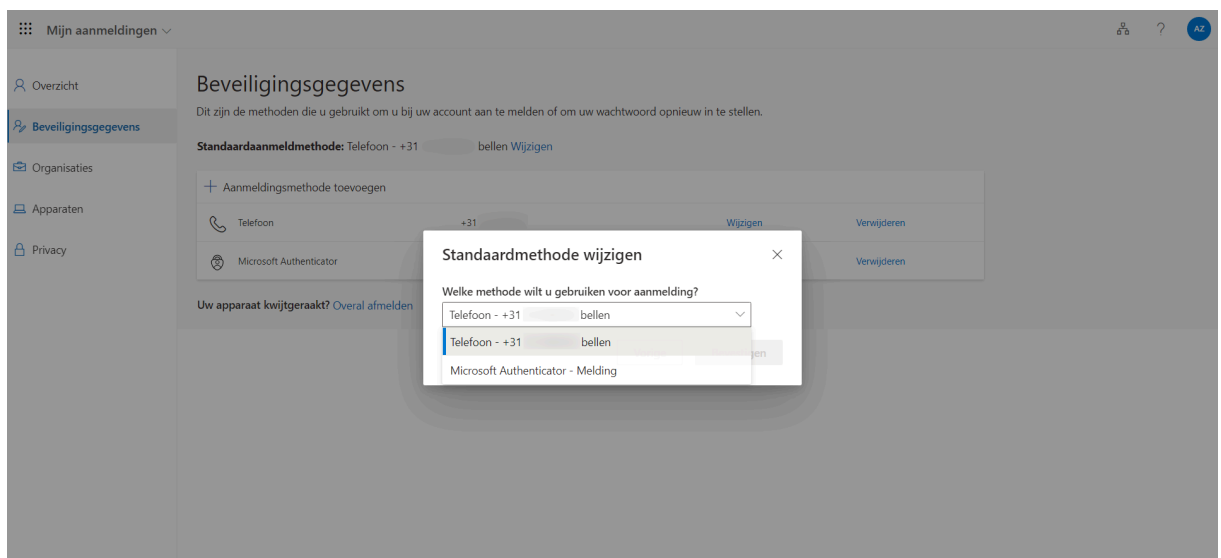 Mijn aanmeldingen
?
AZ
Overzicht
Beveiligingsgegevens
Organisaties
Apparaten
Privacy
Beveiligingsgegevens
Dit zijn de methoden die u gebruikt om u bij uw account aan te melden of om uw wachtwoord opnieuw in te stellen.
Standaardaanmeldmethode: Telefoon - +31 bellen Wijzigen
Aanmeldingsmethode toevoegen
Telefoon +31 Wijzigen Verwijderen
Microsoft Authenticator Verwijderen
Uw apparaat kwijtgeraakt? Overal afmelden
Standaardmethode wijzigen
Welke methode wilt u gebruiken voor aanmelding?
Telefoon - +31 bellen
Telefoon - +31 bellen
Microsoft Authenticator - Melding